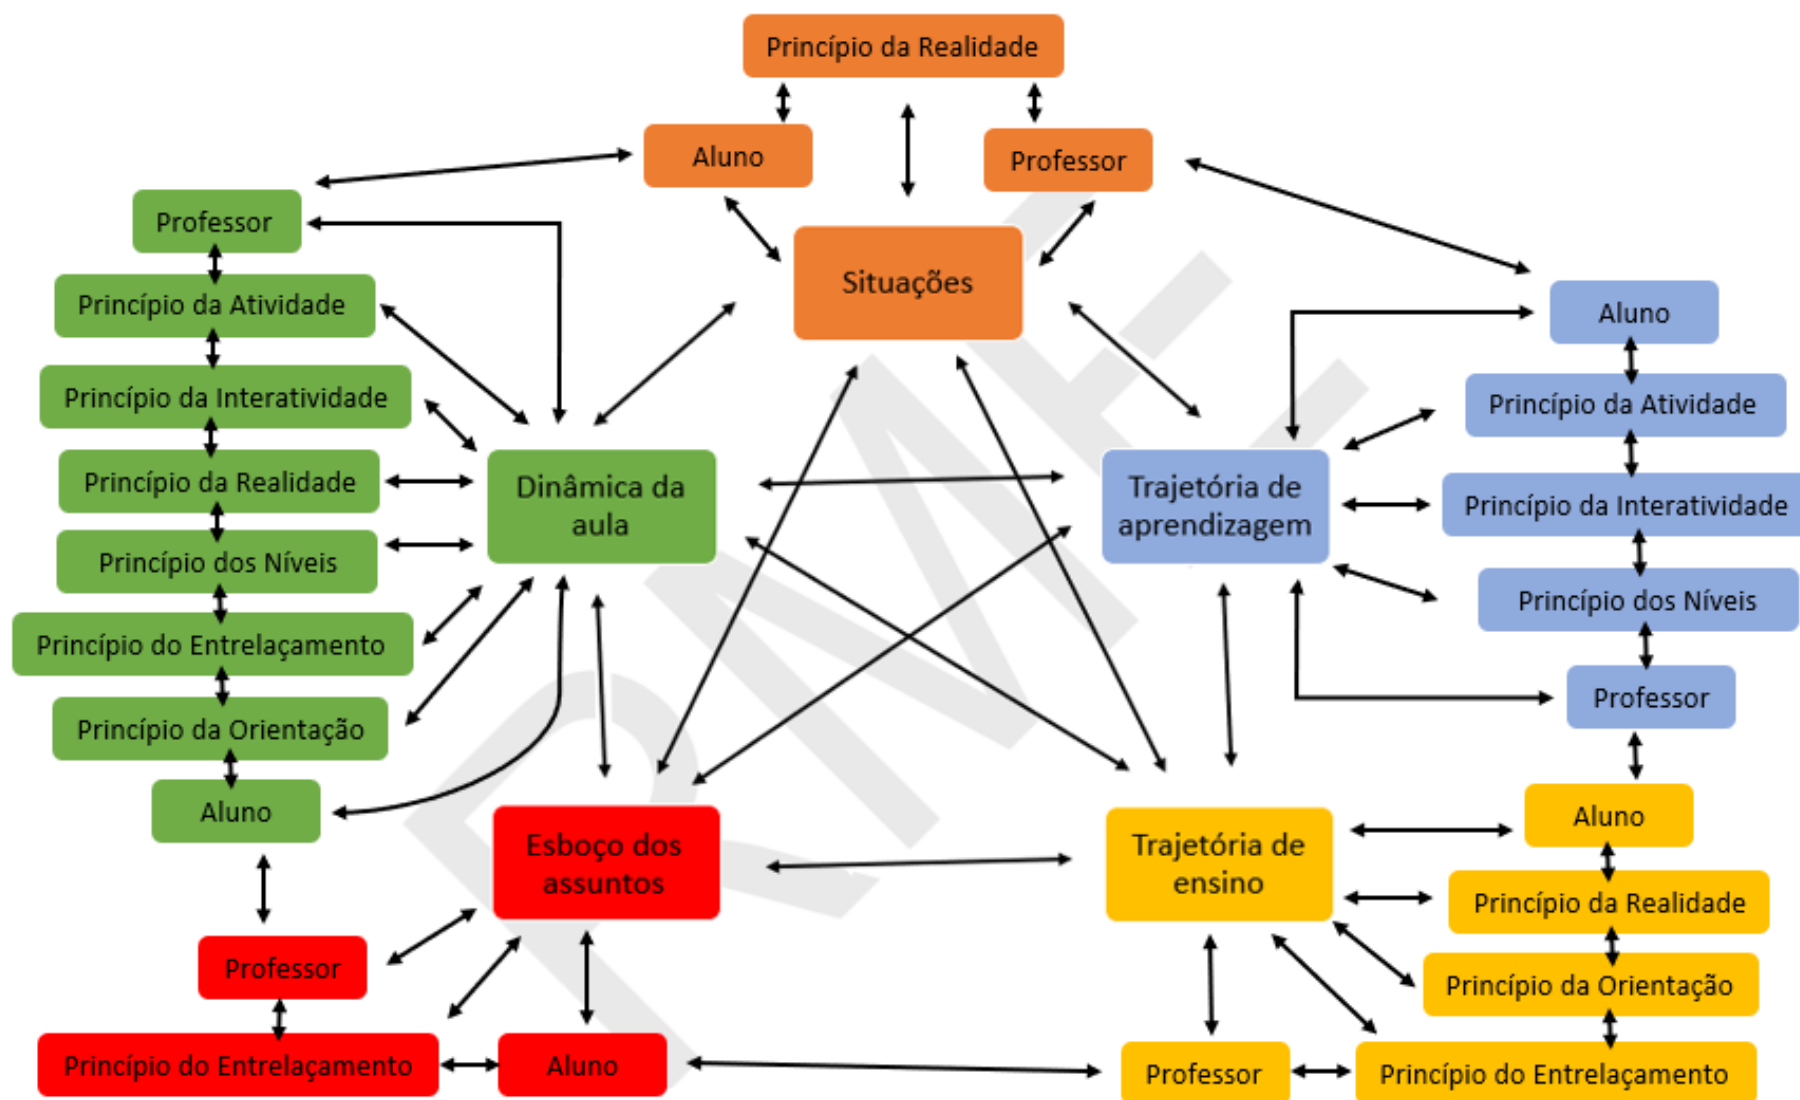 Princípio da Realidade
Aluno
Professor
Situações
Professor
Princípio da Atividade
Princípio da Interatividade
Princípio da Realidade
Princípio dos Níveis
Princípio do Entrelaçamento
Princípio da Orientação
Aluno
Dinâmica da
aula
Trajetória de
aprendizagem
Aluno
Princípio da Atividade
Princípio da Interatividade
Princípio dos Níveis
Professor
Esboço dos
assuntos
Professor
Princípio do Entrelaçamento
Aluno
Trajetória de
ensino
Aluno
Princípio da Realidade
Princípio da Orientação
Princípio do Entrelaçamento
Professor
RME